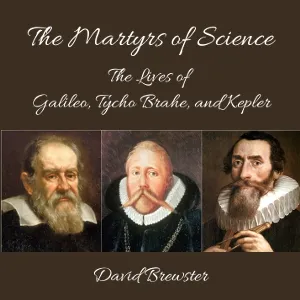 The Martyrs of Science
The Lives of
Galileo, Tycho Brahe, and Kepler
David Brewster